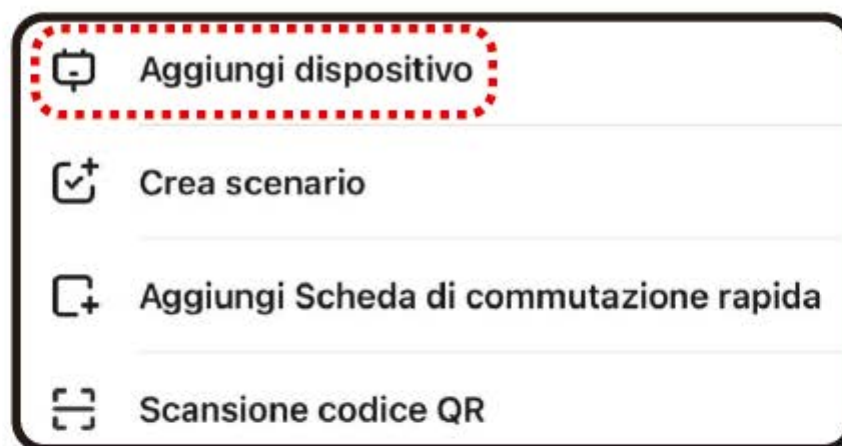 Aggiungi dispositivo
Crea scenario
Aggiungi Scheda di commutazione rapida
Scansione codice QR